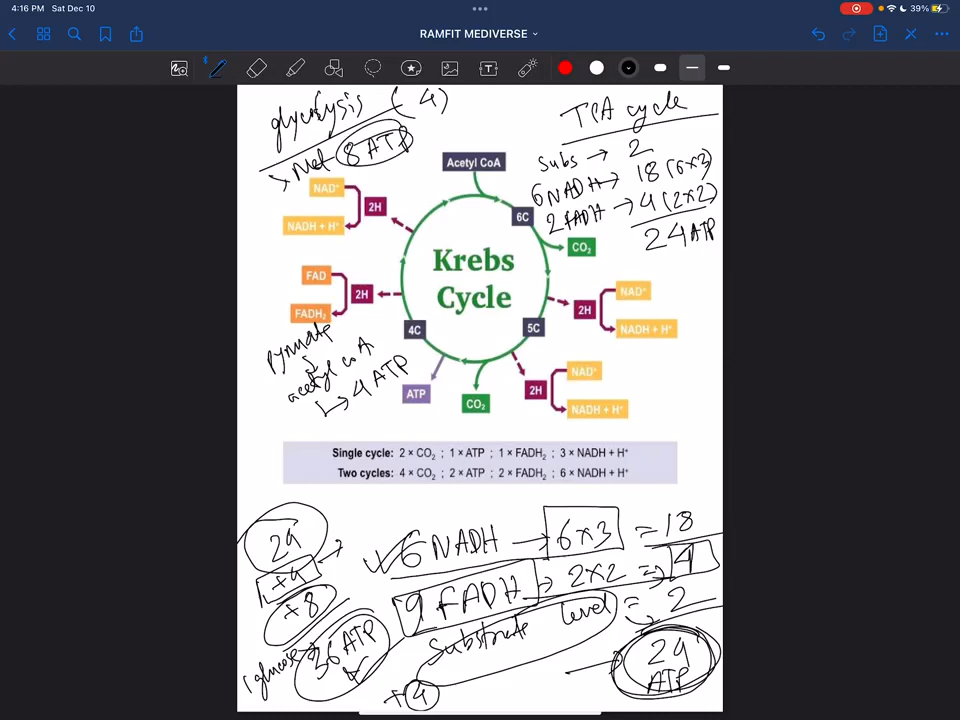 4:16 PM Sat Dec 10
39%
RAMFIT MEDIVERSE
glycolysis (4)
Net 8 ATP
TCA cycle
Subs → 2
6 NADH → 18 (6×3)
2 FADH → 4 (2×2)
24 ATP
Acetyl CoA
NAD⁺
2H
NADH + H⁺
6C
CO₂
Krebs
Cycle
FAD
2H
FADH₂
NAD⁺
2H
NADH + H⁺
4C
5C
pyruvate
acetyl co A
→ 4 ATP
ATP
CO₂
NAD⁺
2H
NADH + H⁺
Single cycle: 2 × CO₂ ; 1 × ATP ; 1 × FADH₂ ; 3 × NADH + H⁺
Two cycles: 4 × CO₂ ; 2 × ATP ; 2 × FADH₂ ; 6 × NADH + H⁺
6 NADH → 6×3 = 18
FADH → 2×2 => 4
Substrate level = 2
24
ATP
+4
24
+4
+8
1 glucose → 36 ATP